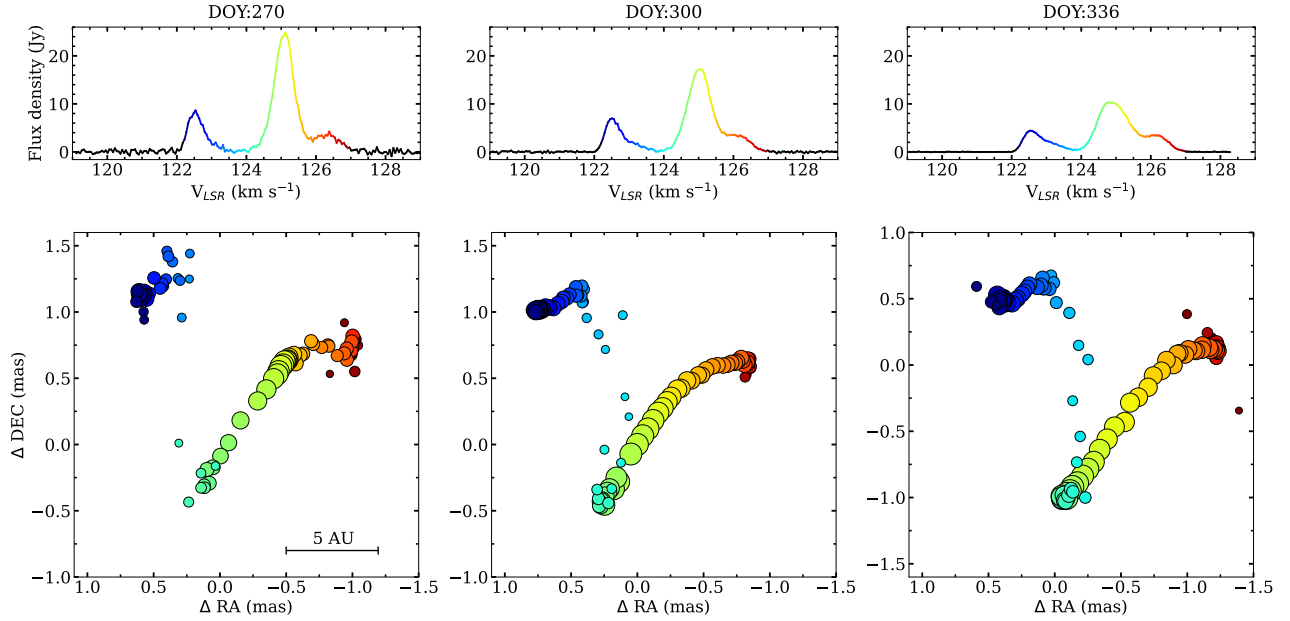 DOY:270 DOY:300 DOY:336
Flux density (Jy)
20
10
0
120 122 124 126 128 120 122 124 126 128 120 122 124 126 128
V_LSR (km s⁻¹) V_LSR (km s⁻¹) V_LSR (km s⁻¹)
Δ DEC (mas)
1.5 1.5 1.0
1.0 1.0 0.5
0.5 0.5 0.0
0.0 0.0 −0.5
−0.5 −0.5 −1.0
−1.0 −1.0 −1.5
5 AU
1.0 0.5 0.0 −0.5 −1.0 −1.5 1.0 0.5 0.0 −0.5 −1.0 −1.5 1.0 0.5 0.0 −0.5 −1.0 −1.5
Δ RA (mas) Δ RA (mas) Δ RA (mas)